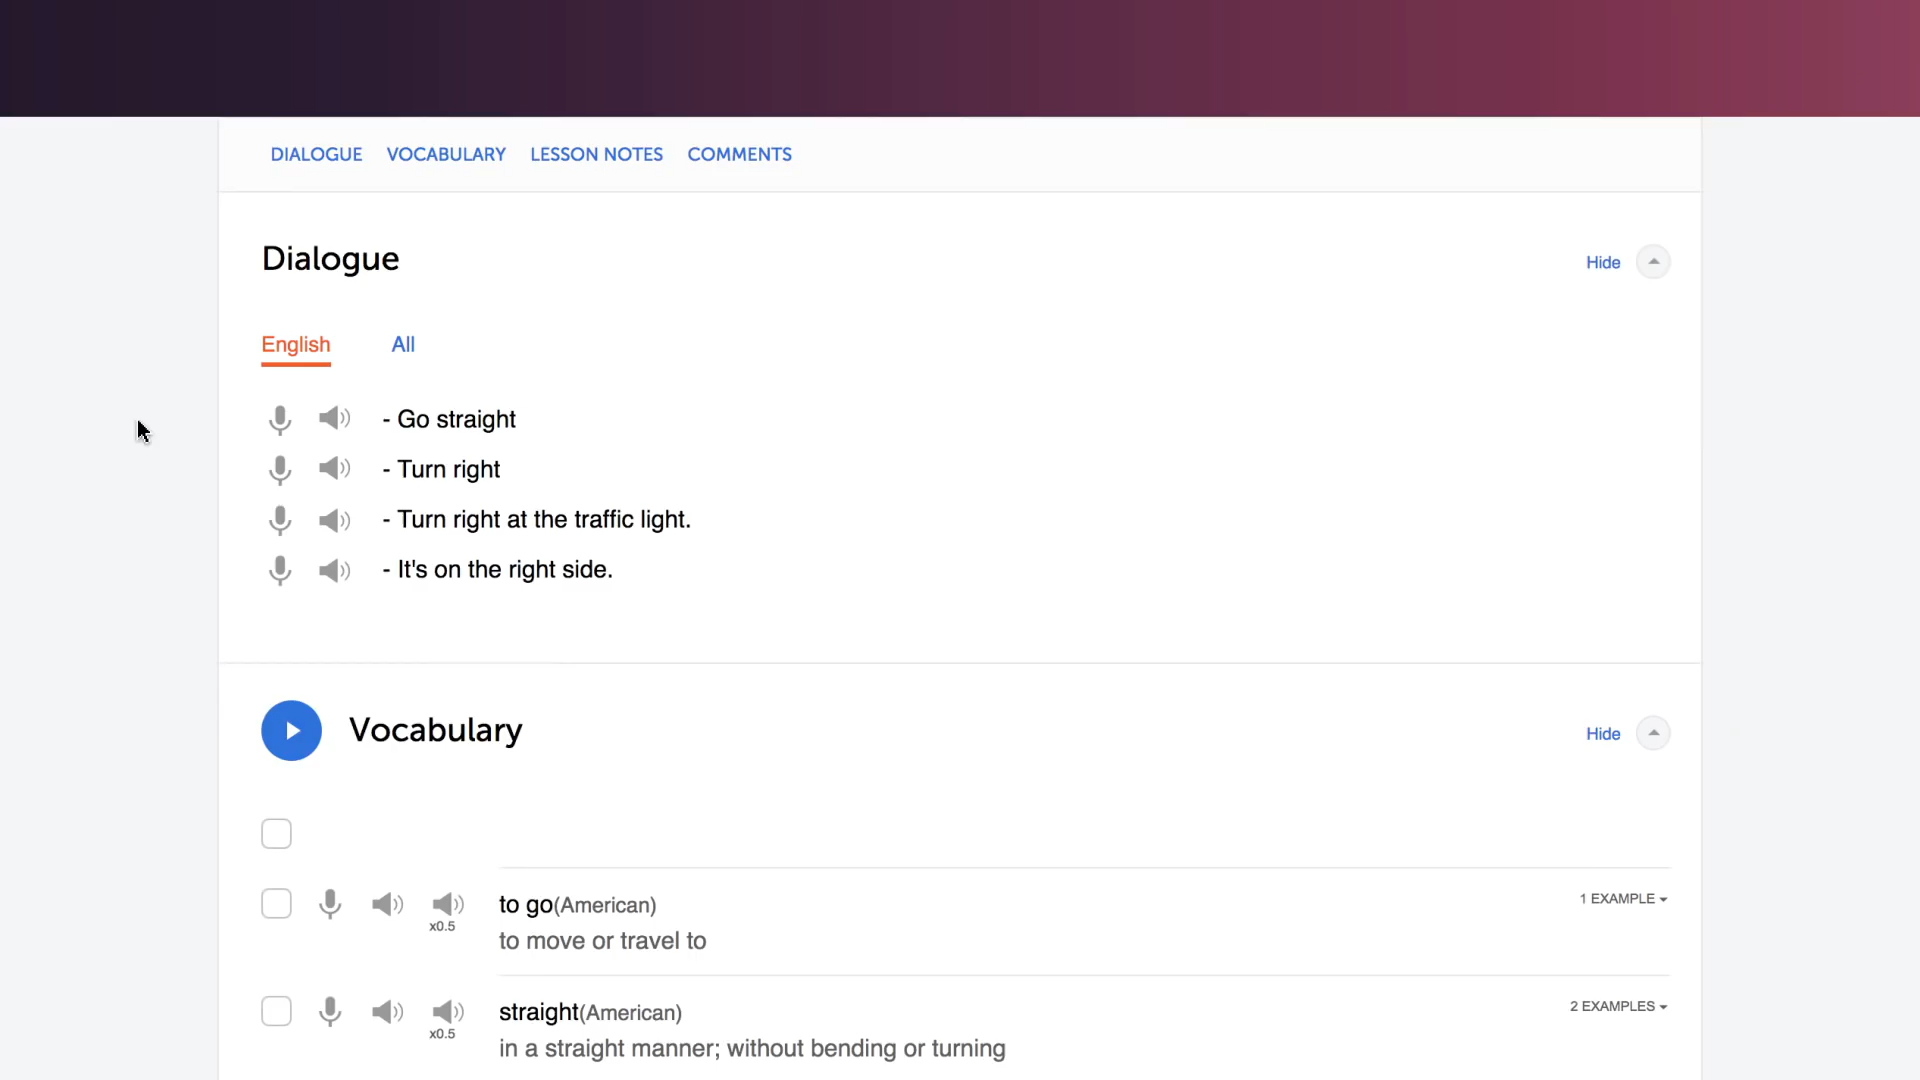 DIALOGUE VOCABULARY LESSON NOTES COMMENTS
Dialogue
Hide
English All
- Go straight
- Turn right
- Turn right at the traffic light.
- It's on the right side.
Vocabulary
Hide
to go(American)
1 EXAMPLE
x0.5
to move or travel to
straight(American)
2 EXAMPLES
x0.5
in a straight manner; without bending or turning